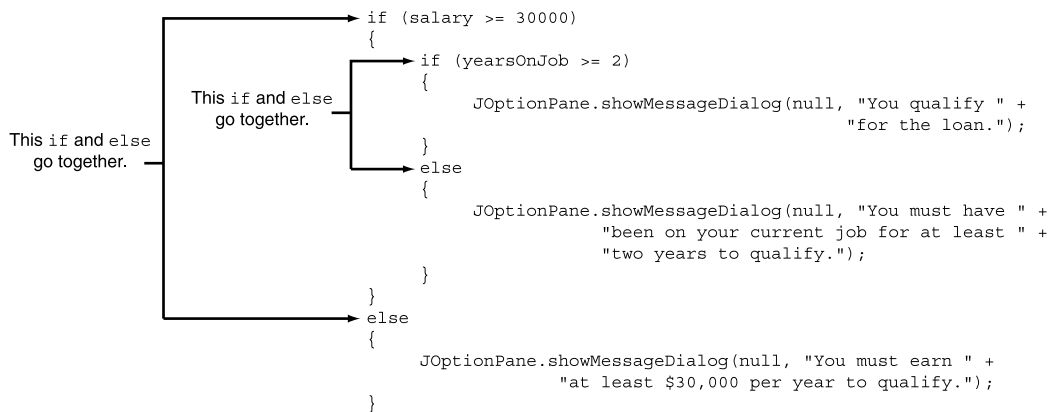 if (salary >= 30000)
{
if (yearsOnJob >= 2)
{
JOptionPane.showMessageDialog(null, "You qualify " +
"for the loan.");
}
else
{
JOptionPane.showMessageDialog(null, "You must have " +
"been on your current job for at least " +
"two years to qualify.");
}
}
else
{
JOptionPane.showMessageDialog(null, "You must earn " +
"at least $30,000 per year to qualify.");
}
This if and else
go together.
This if and else
go together.